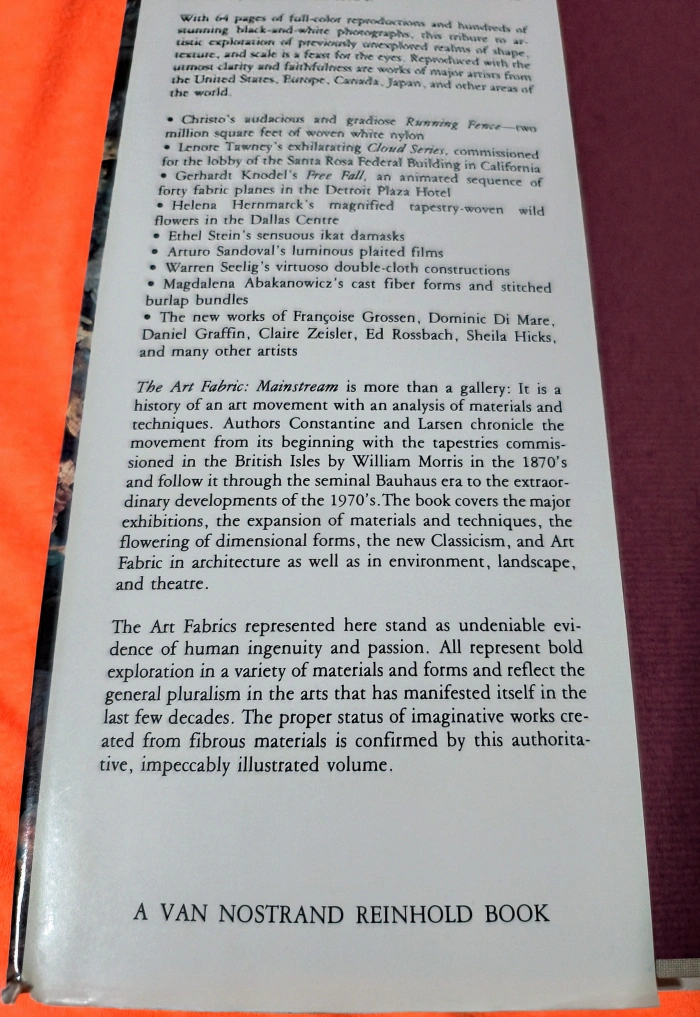 With 64 pages of full-color reproductions and hundreds of
stunning black-and-white photographs, this tribute to ar-
tistic exploration of previously unexplored realms of shape,
texture, and scale is a feast for the eyes. Reproduced with the
utmost clarity and faithfulness are works of major artists from
the United States, Europe, Canada, Japan, and other areas of
the world.
• Christo's audacious and gradiose Running Fence—two
million square feet of woven white nylon
• Lenore Tawney's exhilarating Cloud Series, commissioned
for the lobby of the Santa Rosa Federal Building in California
• Gerhardt Knodel's Free Fall, an animated sequence of
forty fabric planes in the Detroit Plaza Hotel
• Helena Hernmarck's magnified tapestry-woven wild
flowers in the Dallas Centre
• Ethel Stein's sensuous ikat damasks
• Arturo Sandoval's luminous plaited films
• Warren Seelig's virtuoso double-cloth constructions
• Magdalena Abakanowicz's cast fiber forms and stitched
burlap bundles
• The new works of Françoise Grossen, Dominic Di Mare,
Daniel Graffin, Claire Zeisler, Ed Rossbach, Sheila Hicks,
and many other artists
The Art Fabric: Mainstream is more than a gallery: It is a
history of an art movement with an analysis of materials and
techniques. Authors Constantine and Larsen chronicle the
movement from its beginning with the tapestries commis-
sioned in the British Isles by William Morris in the 1870's
and follow it through the seminal Bauhaus era to the extraor-
dinary developments of the 1970's.The book covers the major
exhibitions, the expansion of materials and techniques, the
flowering of dimensional forms, the new Classicism, and Art
Fabric in architecture as well as in environment, landscape,
and theatre.
The Art Fabrics represented here stand as undeniable evi-
dence of human ingenuity and passion. All represent bold
exploration in a variety of materials and forms and reflect the
general pluralism in the arts that has manifested itself in the
last few decades. The proper status of imaginative works cre-
ated from fibrous materials is confirmed by this authorita-
tive, impeccably illustrated volume.
A VAN NOSTRAND REINHOLD BOOK